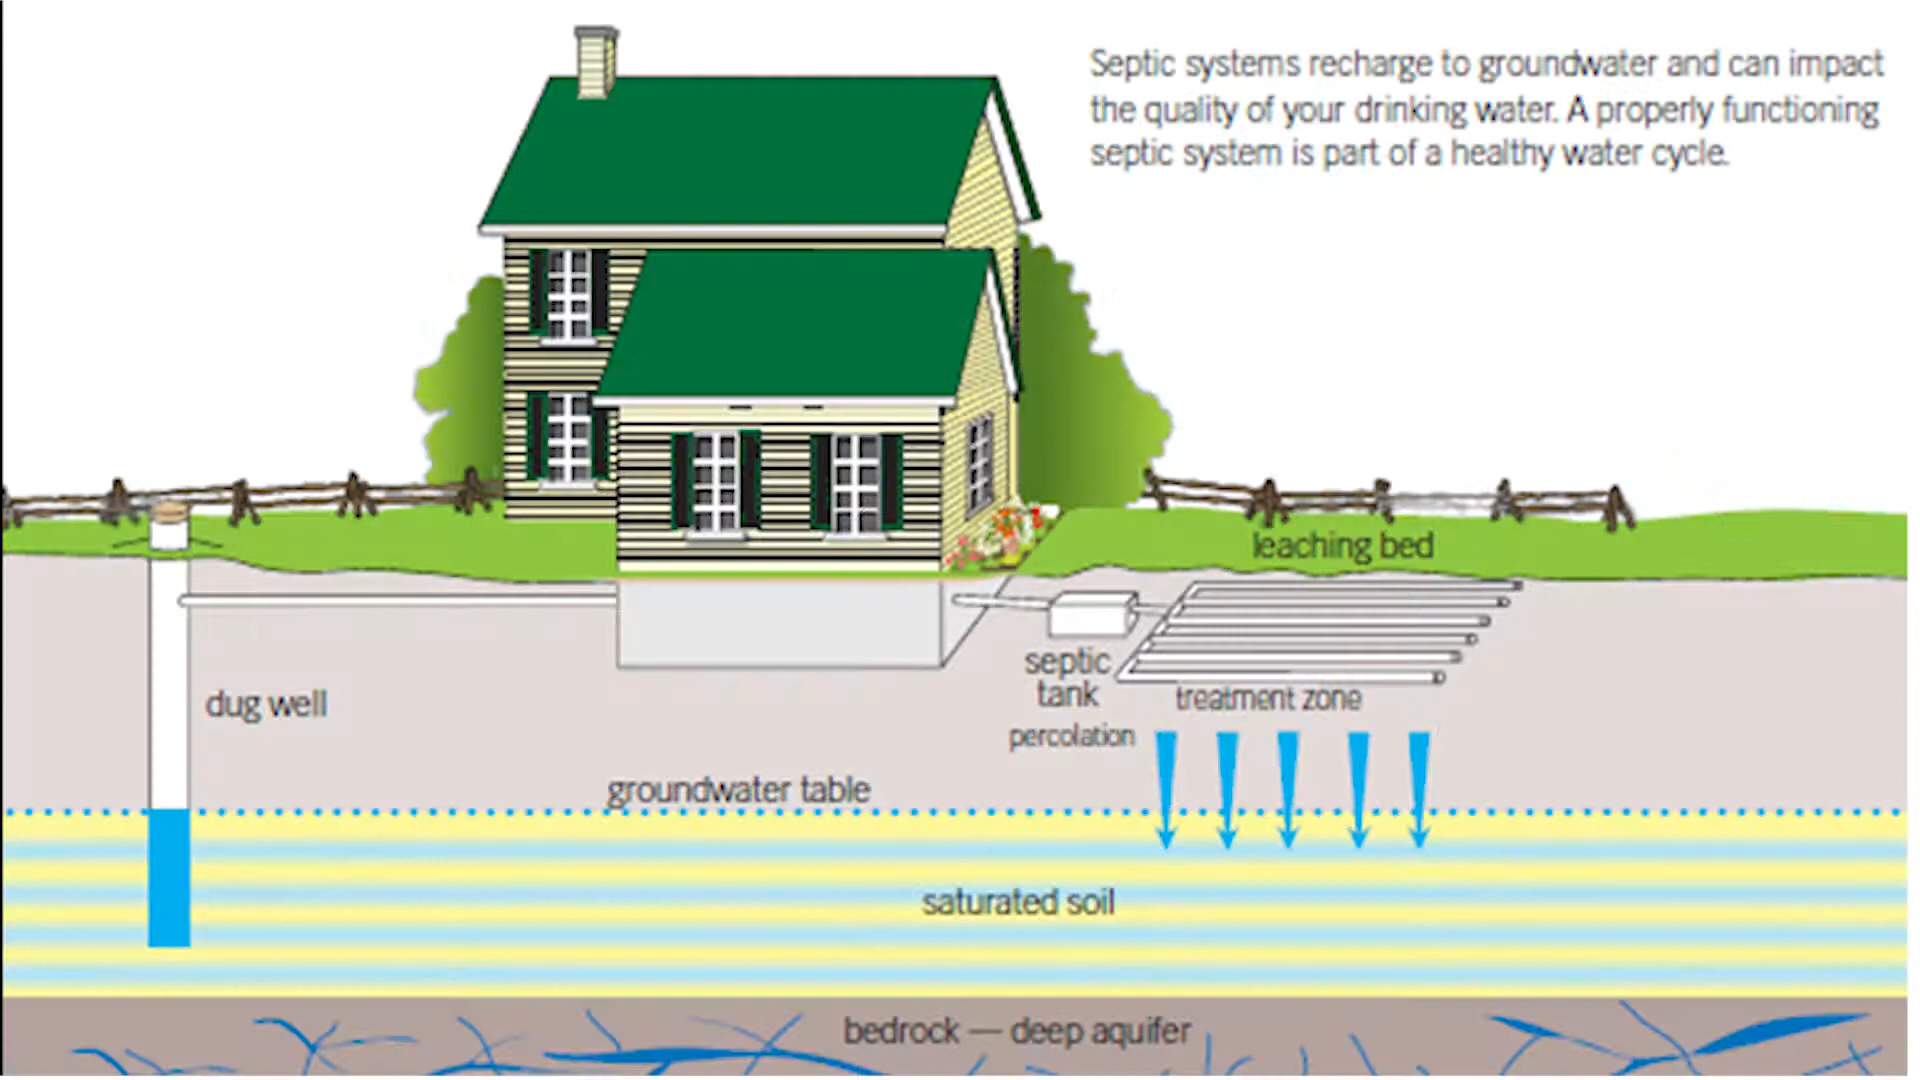 Septic systems recharge to groundwater and can impact
the quality of your drinking water. A properly functioning
septic system is part of a healthy water cycle.
leaching bed
septic
tank
treatment zone
dug well
percolation
groundwater table
saturated soil
bedrock — deep aquifer